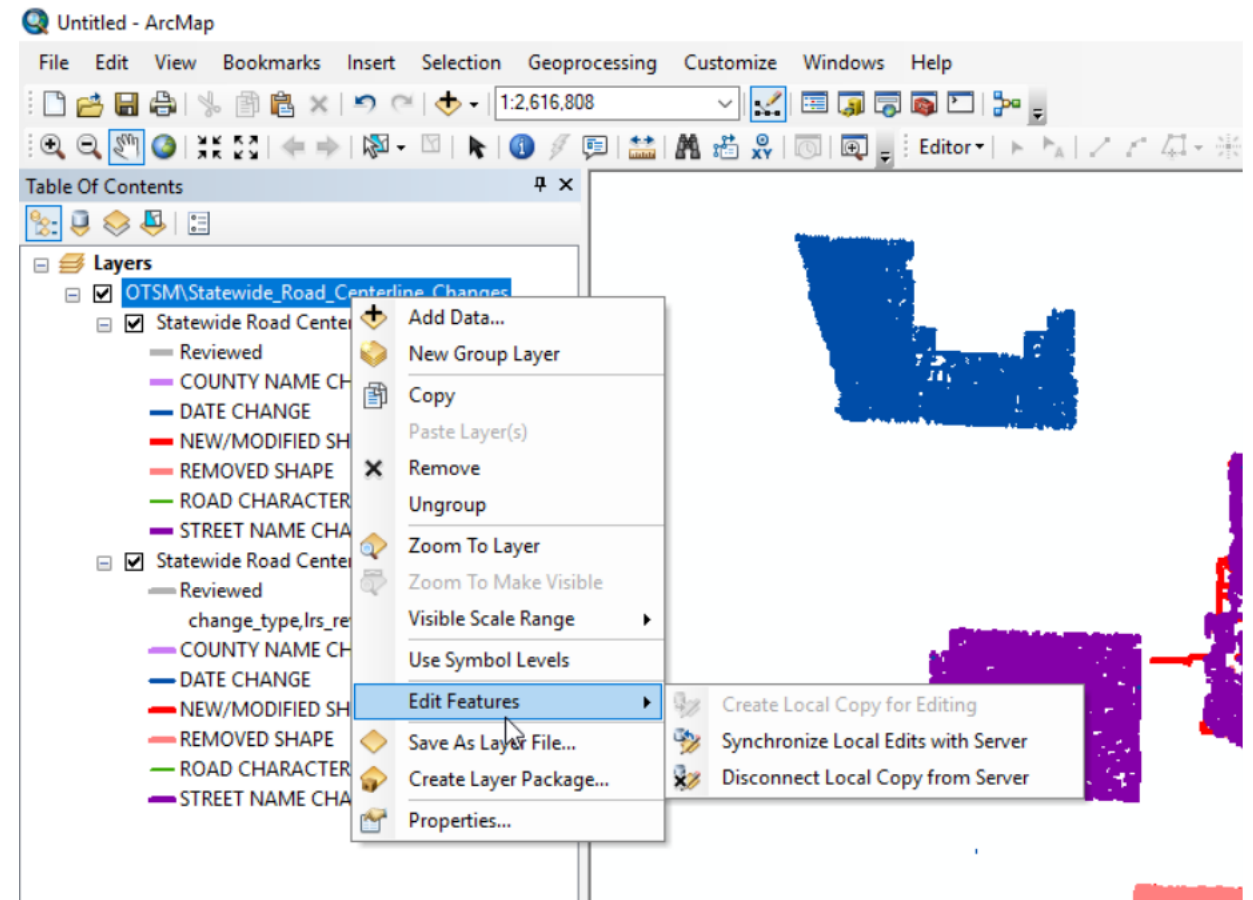 Untitled - ArcMap
File Edit View Bookmarks Insert Selection Geoprocessing Customize Windows Help
1:2,616,808
Editor
Table Of Contents
Layers
OTSM\Statewide_Road_Centerline_Changes
Statewide Road Center
Reviewed
COUNTY NAME CH
DATE CHANGE
NEW/MODIFIED SH
REMOVED SHAPE
ROAD CHARACTER
STREET NAME CHA
Statewide Road Center
Reviewed
change_type,lrs_re
COUNTY NAME CH
DATE CHANGE
NEW/MODIFIED SH
REMOVED SHAPE
ROAD CHARACTER
STREET NAME CHA
Add Data...
New Group Layer
Copy
Paste Layer(s)
Remove
Ungroup
Zoom To Layer
Zoom To Make Visible
Visible Scale Range
Use Symbol Levels
Edit Features
Save As Layer File...
Create Layer Package...
Properties...
Create Local Copy for Editing
Synchronize Local Edits with Server
Disconnect Local Copy from Server